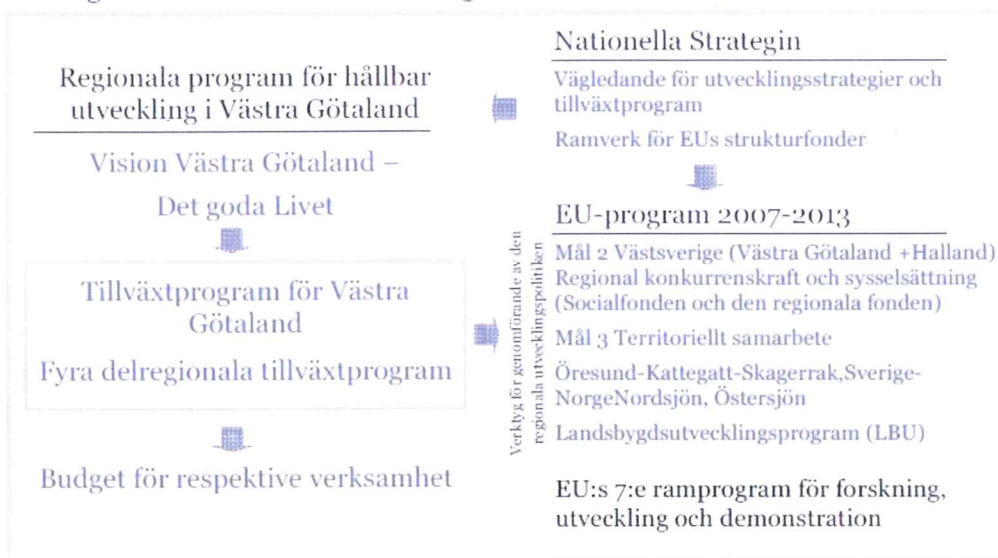 Regionala program för hållbar
utveckling i Västra Götaland
Vision Västra Götaland –
Det goda Livet
Tillväxtprogram för Västra
Götaland
Fyra delregionala tillväxtprogram
Budget för respektive verksamhet
Verktyg för genomförande av den
regionala utvecklingspolitiken
Nationella Strategin
Vägledande för utvecklingsstrategier och
tillväxtprogram
Ramverk för EUs strukturfonder
EU-program 2007-2013
Mål 2 Västsverige (Västra Götaland +Halland)
Regional konkurrenskraft och sysselsättning
(Socialfonden och den regionala fonden)
Mål 3 Territoriellt samarbete
Öresund-Kattegatt-Skagerrak,Sverige-
NorgeNordsjön, Östersjön
Landsbygdsutvecklingsprogram (LBU)
EU:s 7:e ramprogram för forskning,
utveckling och demonstration